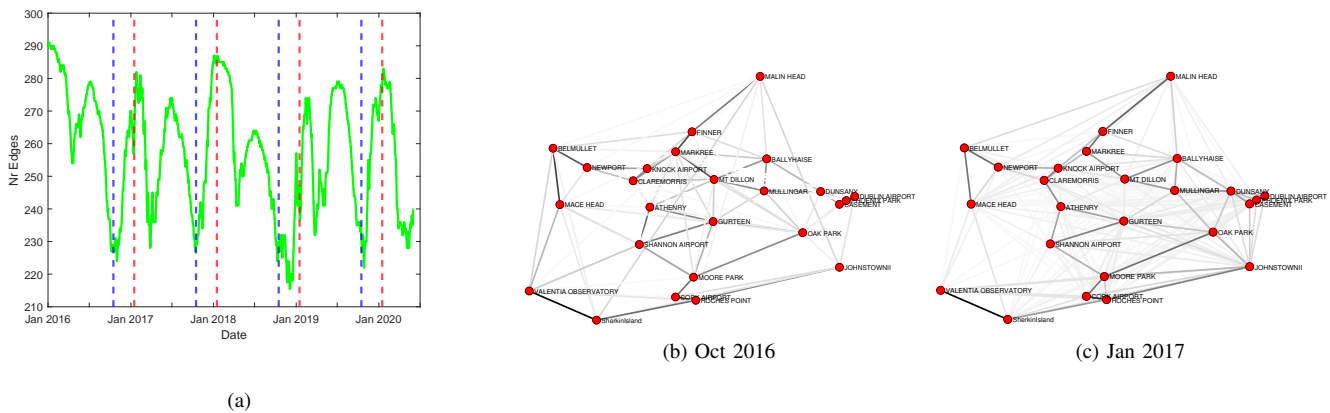 300
290
280
270
260
250
240
230
220
210
Nr Edges
Jan 2016
Jan 2017
Jan 2018
Jan 2019
Jan 2020
Date
(a)
MALIN HEAD
FINNER
BELMULLET
MARKREE
BALLYHAISE
NEWPORT
KNOCK AIRPORT
CLAREMORRIS
MT DILLON
MULLINGAR
DUNSANY
DUBLIN AIRPORT
PHOENIX PARK
CASEMENT
MACE HEAD
ATHENRY
GURTEEN
OAK PARK
SHANNON AIRPORT
JOHNSTOWNII
MOORE PARK
VALENTIA OBSERVATORY
CORK AIRPORT
ROCHES POINT
SherkinIsland
(b) Oct 2016
MALIN HEAD
FINNER
BELMULLET
MARKREE
BALLYHAISE
NEWPORT
KNOCK AIRPORT
CLAREMORRIS
MT DILLON
MULLINGAR
DUNSANY
DUBLIN AIRPORT
PHOENIX PARK
CASEMENT
MACE HEAD
ATHENRY
GURTEEN
OAK PARK
SHANNON AIRPORT
JOHNSTOWNII
MOORE PARK
VALENTIA OBSERVATORY
CORK AIRPORT
ROCHES POINT
SherkinIsland
(c) Jan 2017